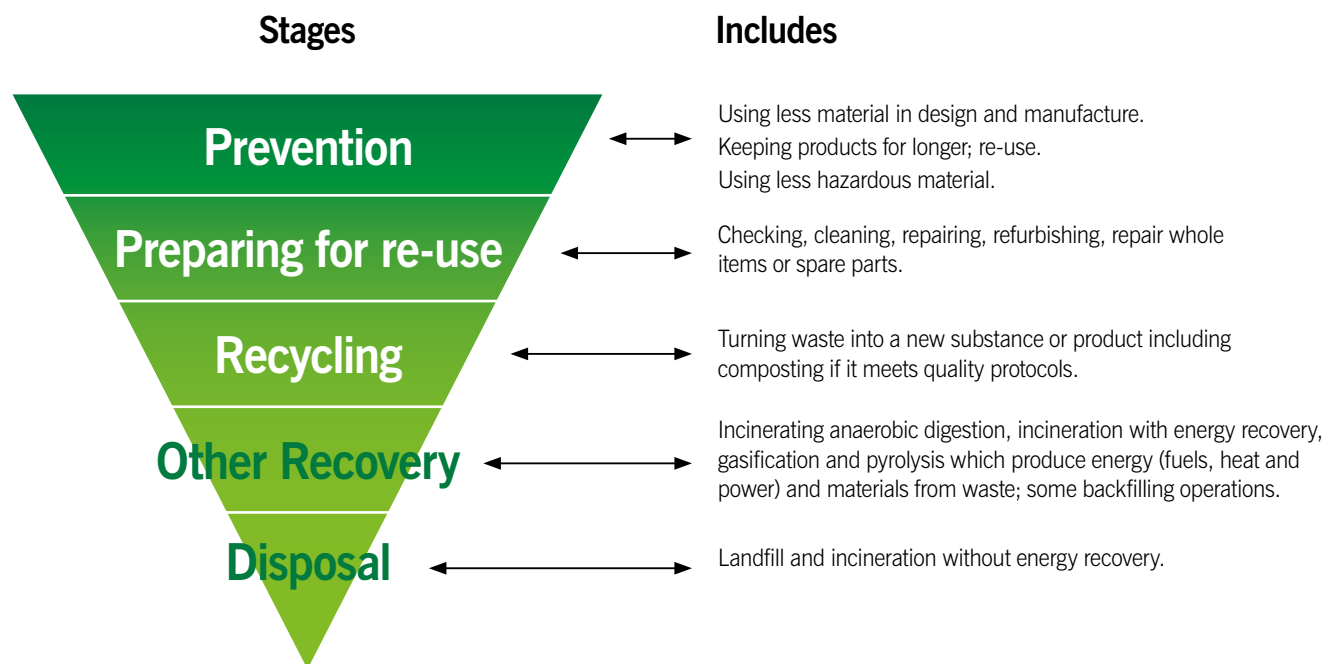 Stages
Includes
Prevention
Using less material in design and manufacture.
Keeping products for longer; re-use.
Using less hazardous material.
Preparing for re-use
Checking, cleaning, repairing, refurbishing, repair whole
items or spare parts.
Recycling
Turning waste into a new substance or product including
composting if it meets quality protocols.
Other Recovery
Incinerating anaerobic digestion, incineration with energy recovery,
gasification and pyrolysis which produce energy (fuels, heat and
power) and materials from waste; some backfilling operations.
Disposal
Landfill and incineration without energy recovery.